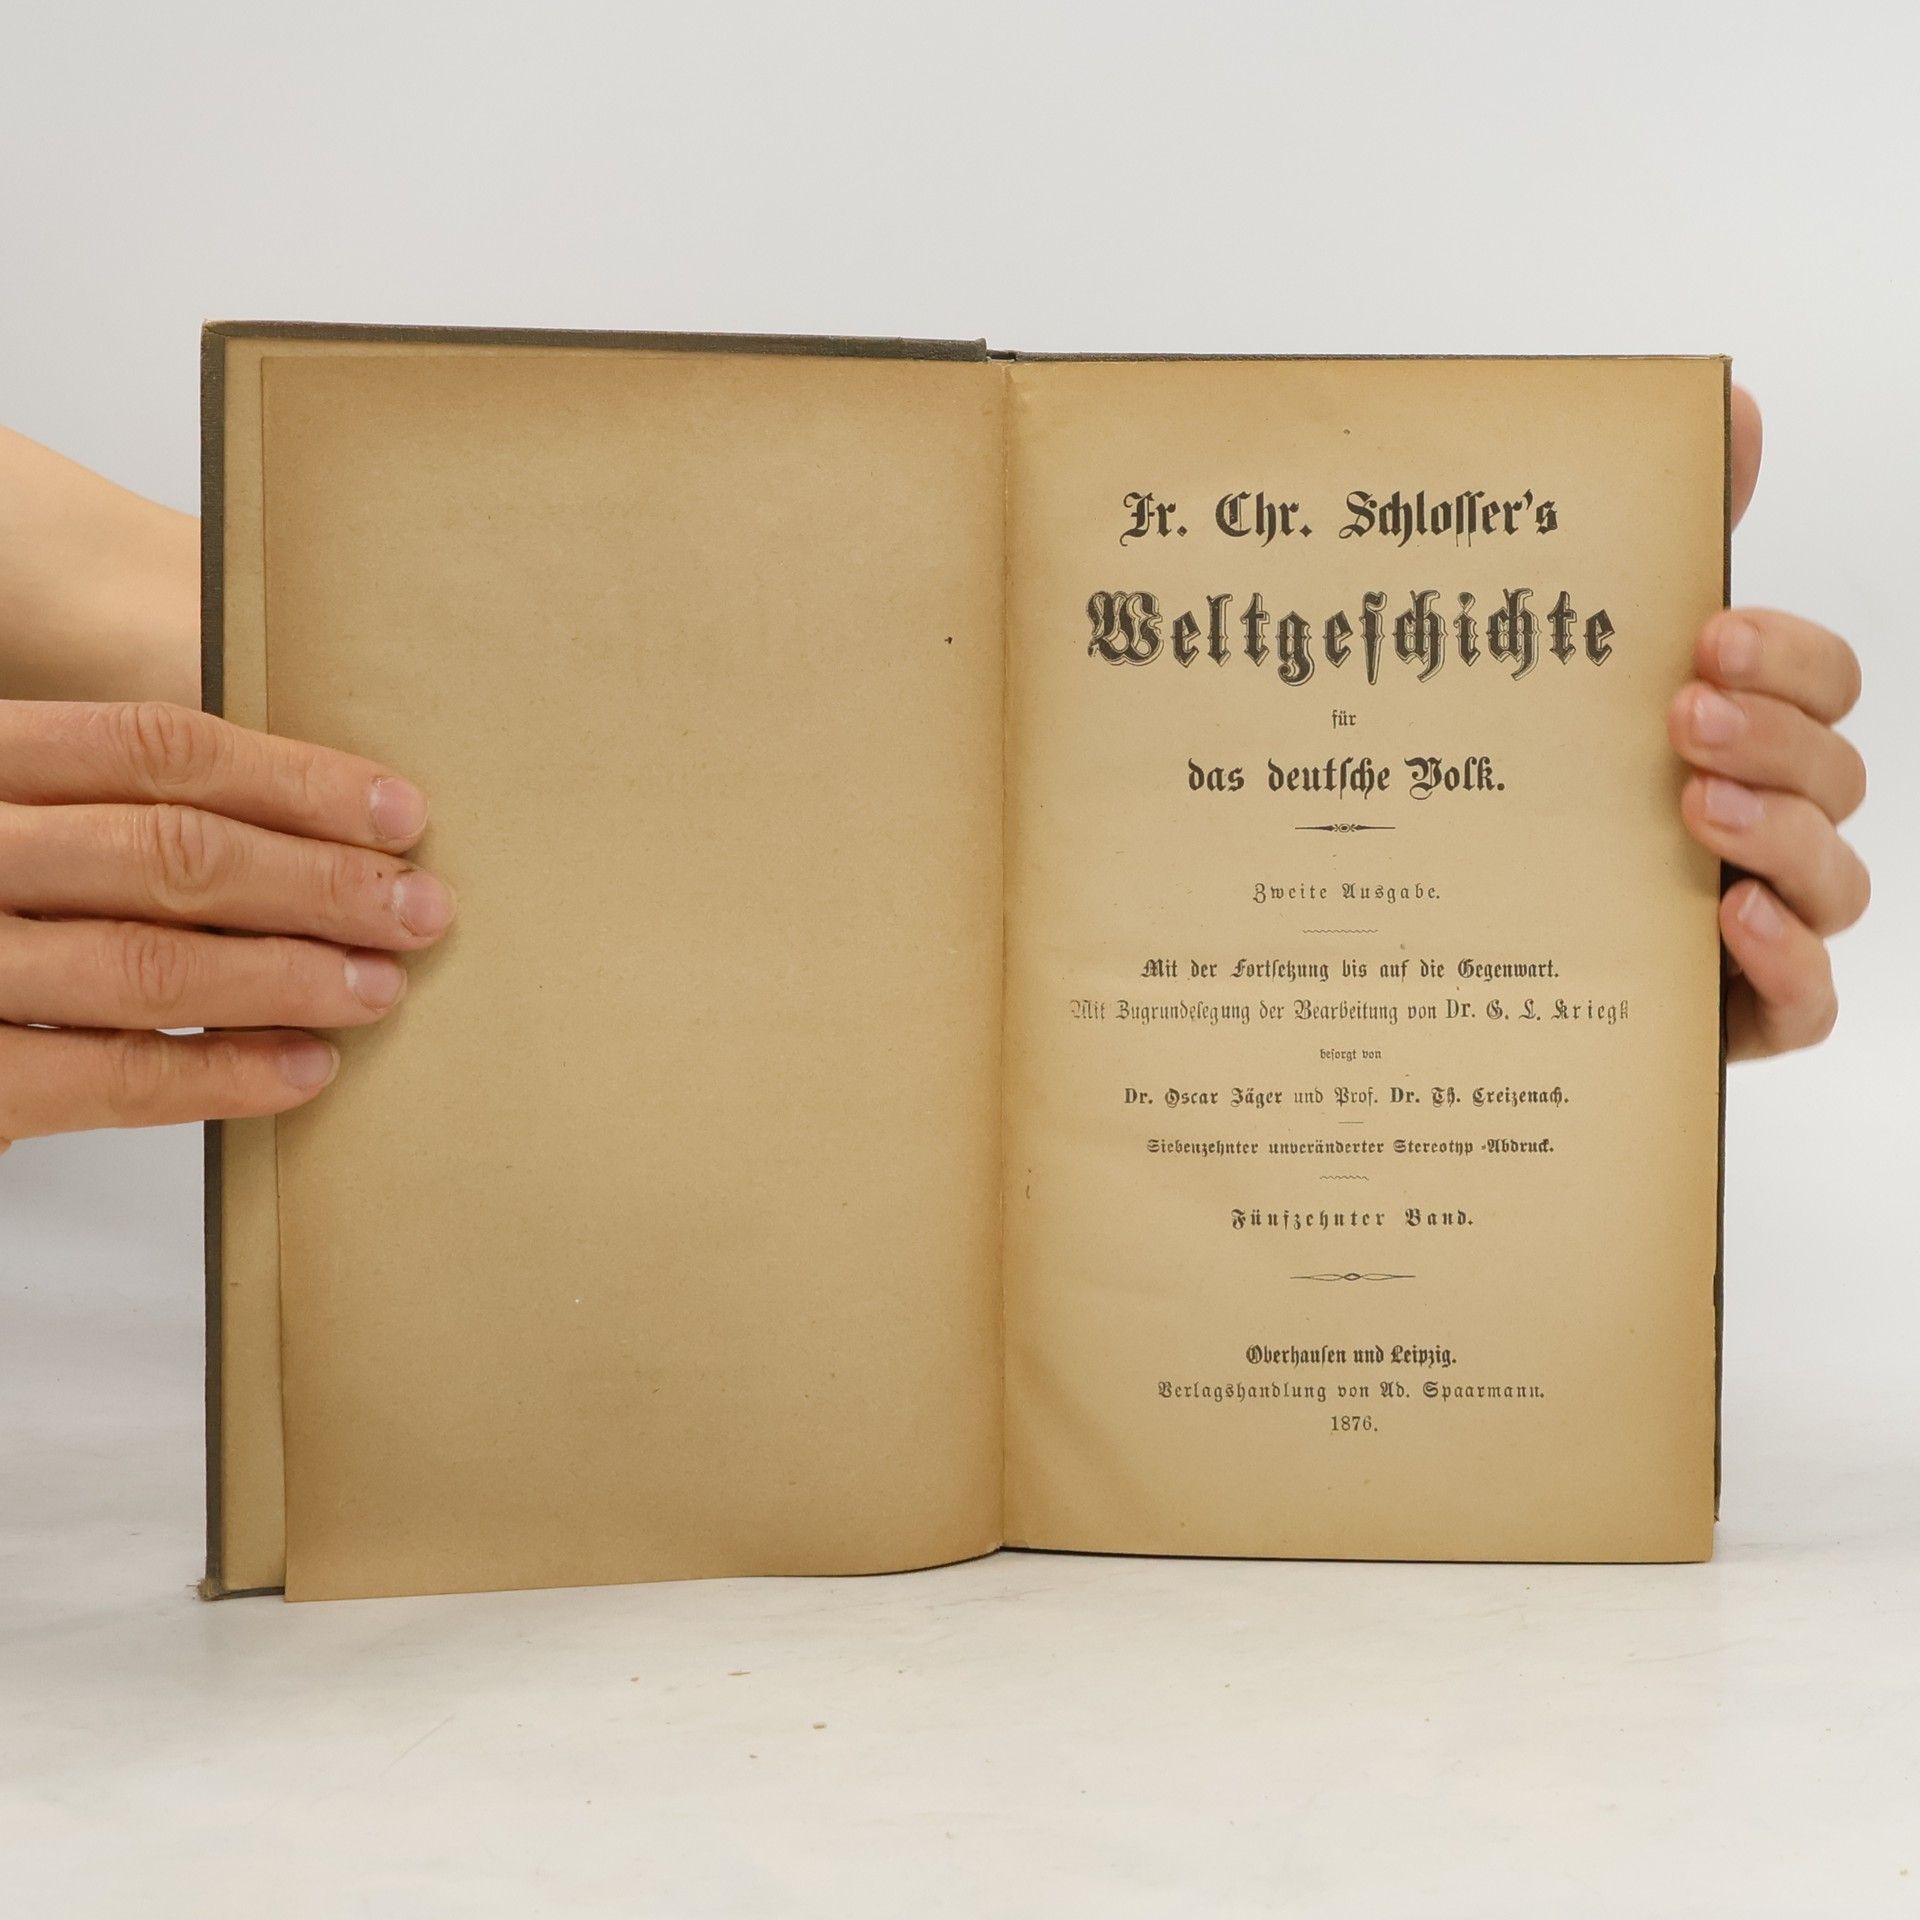 Fr. Chr. Schlosser's
Weltgeschichte
für
das deutsche Volk.
Zweite Ausgabe.
Mit der Fortsetzung bis auf die Gegenwart.
Mit Zugrundelegung der Bearbeitung von Dr. G. L. Kriegk
besorgt von
Dr. Oscar Jäger und Prof. Dr. Th. Creizenach.
Siebenzehnter unveränderter Stereotyp-Abdruck.
Fünfzehnter Band.
Oberhausen und Leipzig.
Verlagshandlung von Ad. Spaarmann.
1876.